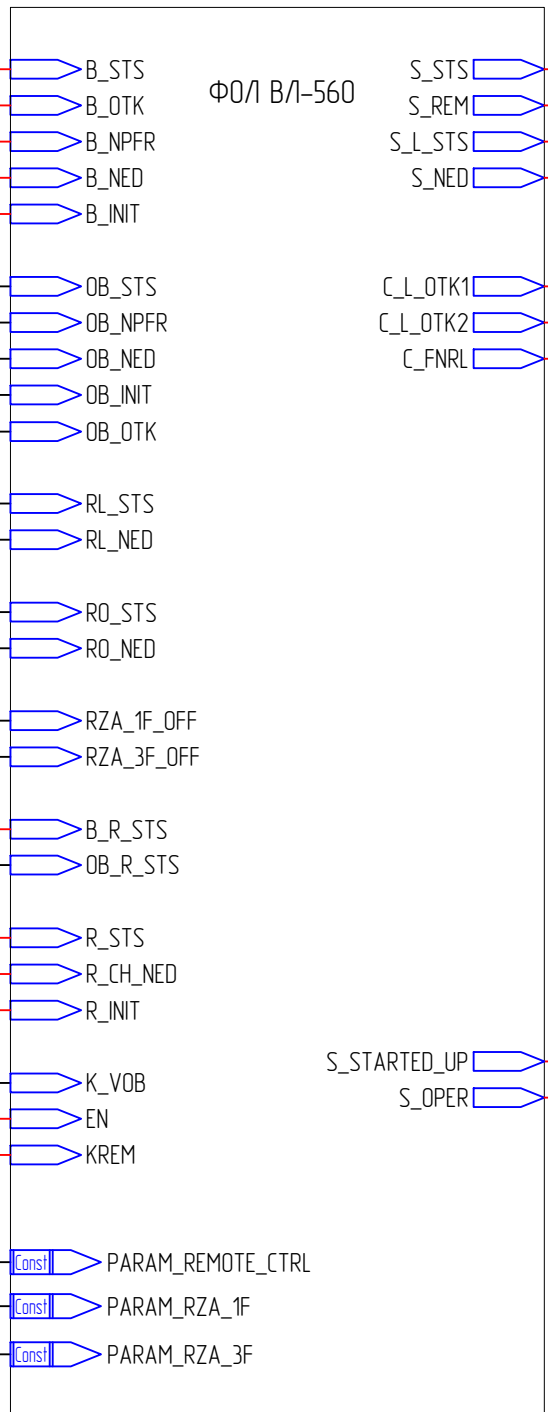 ФОЛ ВЛ-560
B_STS
B_OTK
B_NPFR
B_NED
B_INIT
OB_STS
OB_NPFR
OB_NED
OB_INIT
OB_OTK
RL_STS
RL_NED
RO_STS
RO_NED
RZA_1F_OFF
RZA_3F_OFF
B_R_STS
OB_R_STS
R_STS
R_CH_NED
R_INIT
K_VOB
EN
KREM
Const PARAM_REMOTE_CTRL
Const PARAM_RZA_1F
Const PARAM_RZA_3F
S_STS
S_REM
S_L_STS
S_NED
C_L_OTK1
C_L_OTK2
C_FNRL
S_STARTED_UP
S_OPER